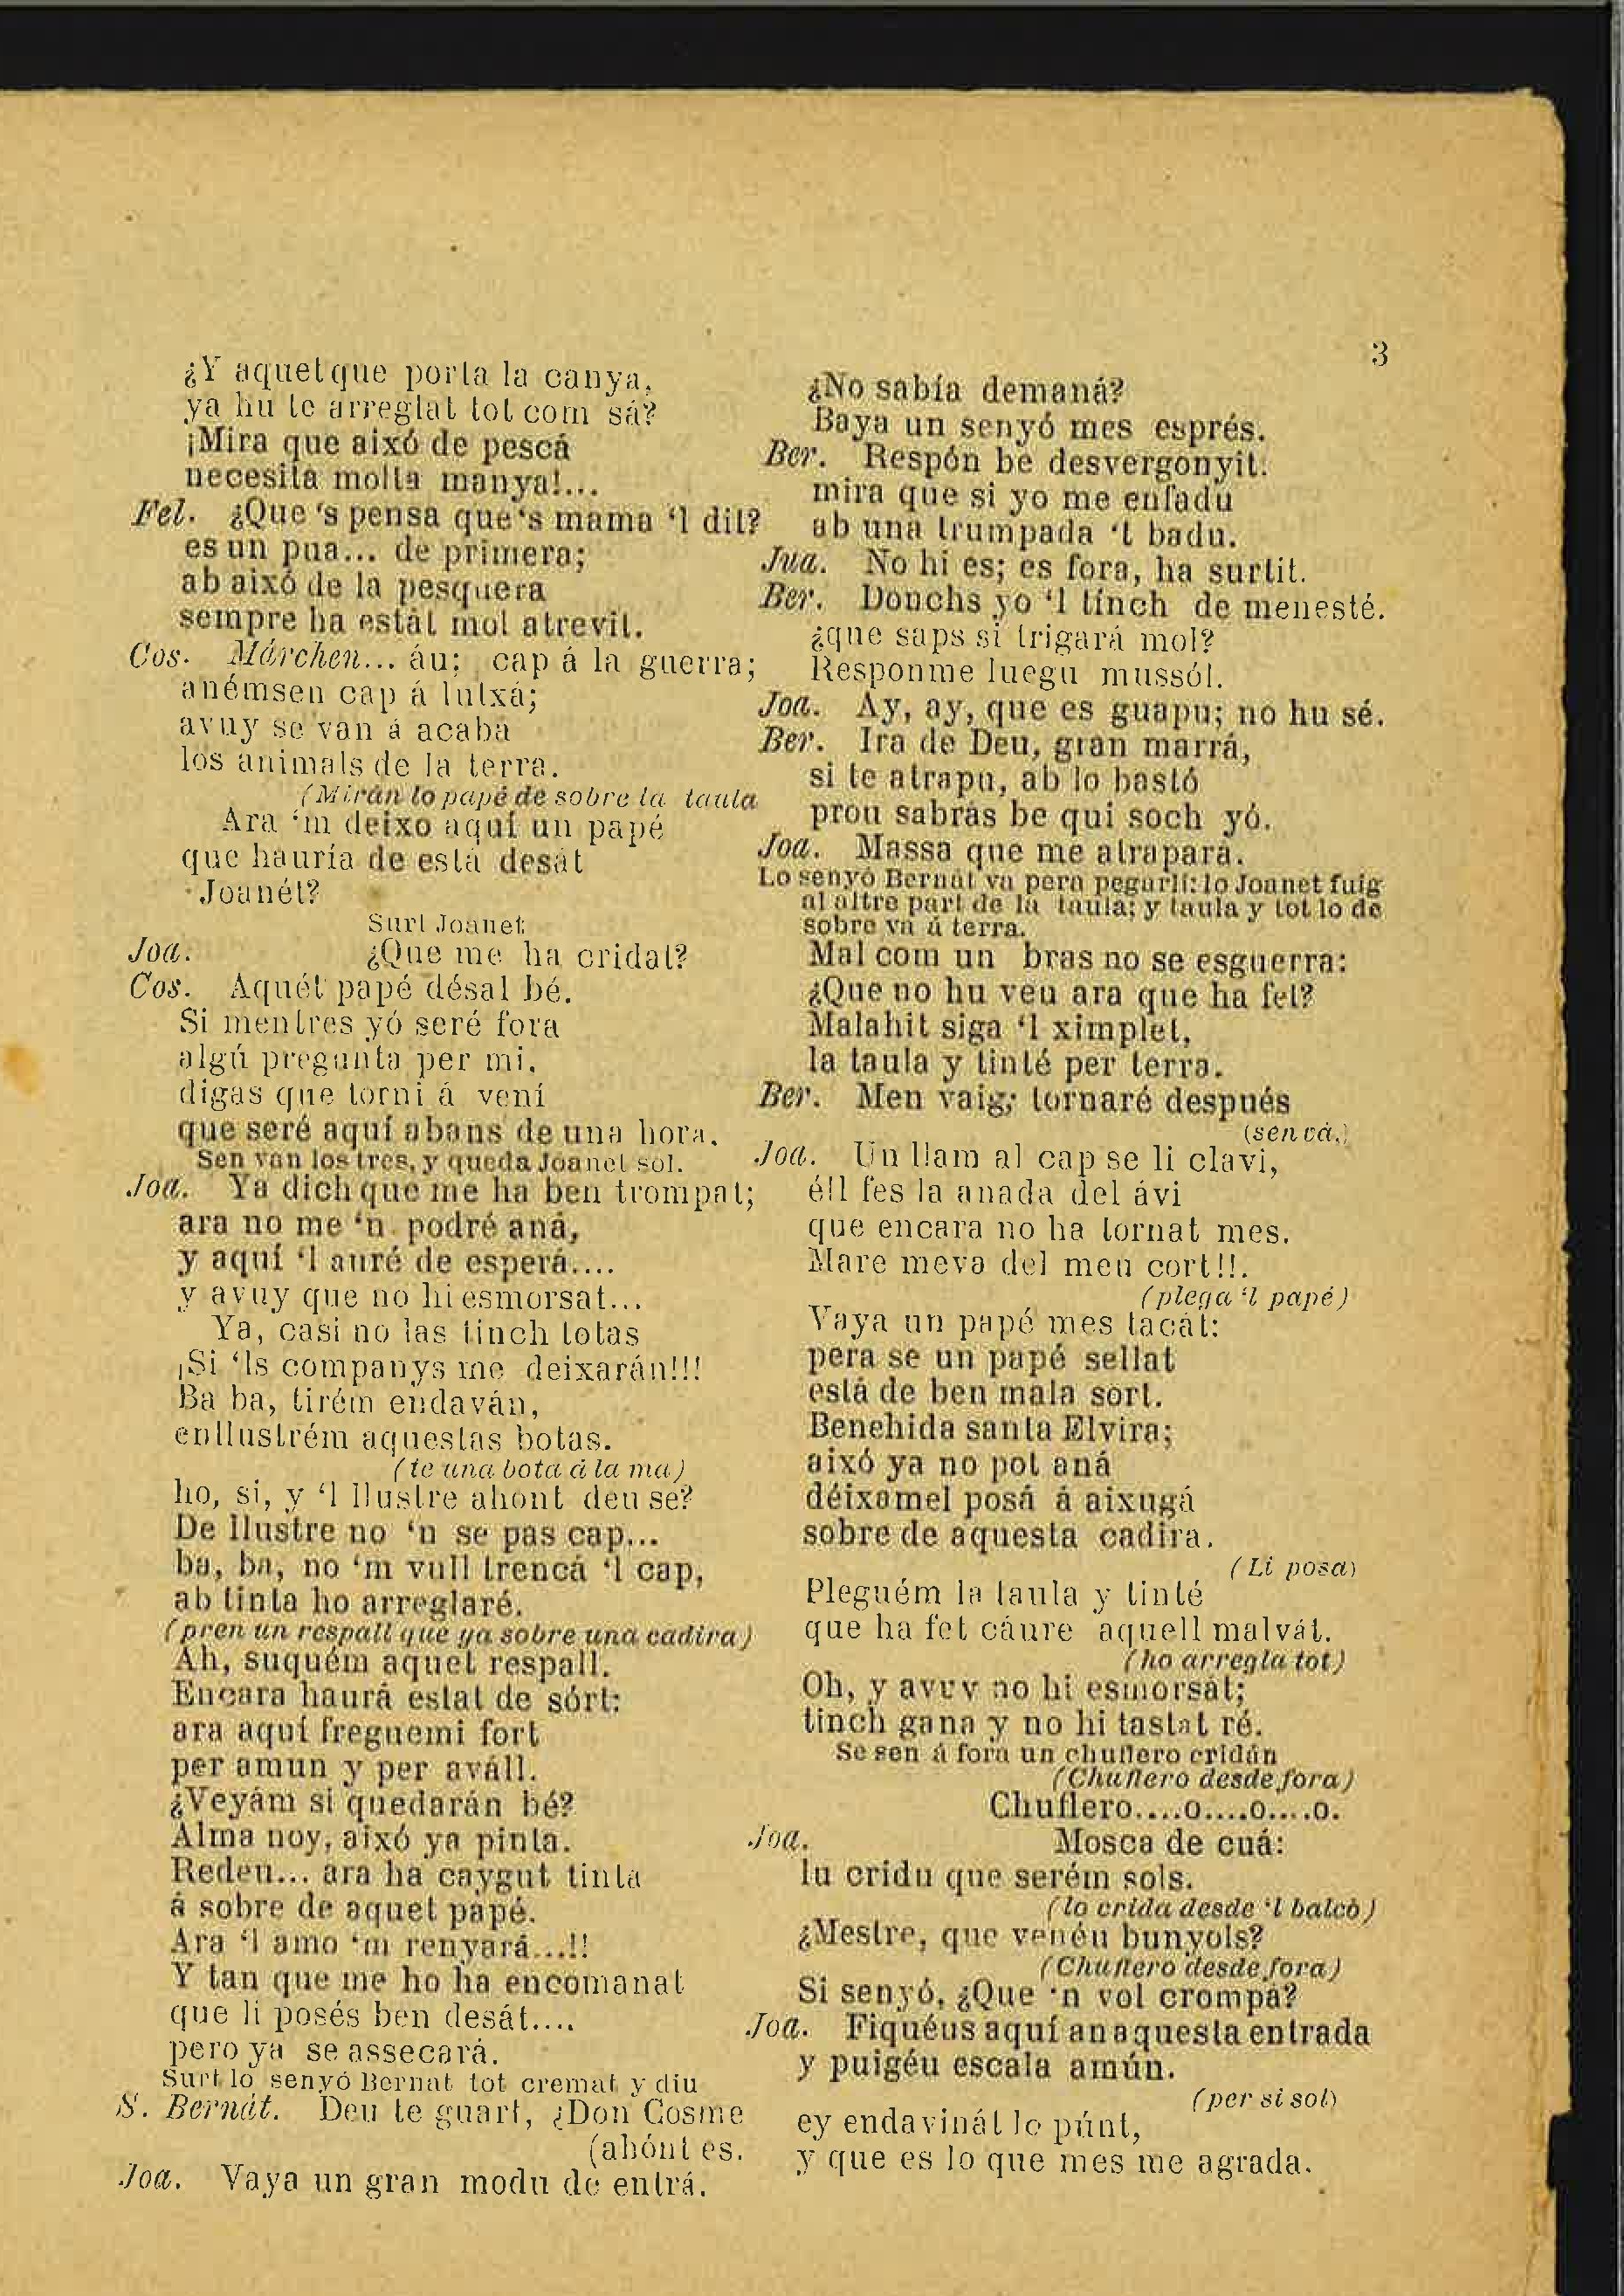 3
¿Y aquet que porta la canya,
ya hu te arreglat tot com sá?
¡Mira que aixó de pescá
necesita molta manya!...
Fel. ¿Que 's pensa que 's mama 'l dit?
es un pua... de primera;
ab aixó de la pesquera
sempre ha estát mol atrevit.
Cos. Márchen... áu; cap á la guerra;
anémsen cap á lutxá;
avuy se van á acabá
los animals de la terra.
(Mirán lo papé de sobre la taula
Ara 'm deixo aquí un papé
que hauría de está desát
Joanét?
Surt Joanet
Joa. ¿Que me ha cridat?
Cos. Aquét papé désal bé.
Si mentres yó seré fora
algú pregunta per mi,
digas que torni á vení
que seré aquí abans de una hora.
Sen van los tres, y queda Joanet sol.
Joa. Ya dich que me ha ben trompat;
ara no me 'n podré aná,
y aquí 'l auré de esperá....
y avuy que no hi esmorsat...
Ya, casi no las tinch totas
¡Si 'ls companys me deixarán!!!
Ba ba, tirém endaván,
enllustrém aquestas botas.
(te una bota á la ma)
ho, si, y 'l llustre ahont deu se?
De llustre no 'n se pas cap...
ba, ba, no 'm vull trencá 'l cap,
ab tinta ho arreglaré.
(pren un respall que ya sobre una cadira)
Ah, suquém aquet respall.
Encara haurá estat de sórt:
ara aquí freguemi fort
per amun y per aváll.
¿Veyám si quedarán bé?
Alma noy, aixó ya pinta.
Redeu... ara ha caygut tinta
á sobre de aquet papé.
Ara 'l amo 'm renyará...!!
Y tan que me ho ha encomanat
que li posés ben desát....
pero ya se assecará.
Surt lo senyó Bernat tot cremat y diu
S. Bernát. Deu te guart, ¿Don Cosme
(ahónt es.
Joa. Vaya un gran modu de entrá.
¿No sabía demaná?
Baya un senyó mes esprés.
Ber. Respón be desvergonyit:
mira que si yo me enfadu
ab una trumpada 't badu.
Jua. No hi es; es fora, ha surtit.
Ber. Donchs yo 'l tinch de menesté.
¿que saps si trigará mol?
Responme luegu mussól.
Joa. Ay, ay, que es guapu; no hu sé.
Ber. Ira de Deu, gran marrá,
si te atrapu, ab lo bastó
prou sabrás be qui soch yó.
Joa. Massa que me atrapará.
Lo senyó Bernát va pera pegarli: lo Joanet fuig
al altre part de la taula; y taula y tot lo de
sobre va á terra.
Mal com un bras no se esguerra:
¿Que no hu veu ara que ha fet?
Malahit siga 'l ximplet,
la taula y tinté per terra.
Ber. Men vaig; tornaré después
(sen vá.)
Joa. Un llam al cap se li clavi,
éll fes la anada del ávi
que encara no ha tornat mes.
Mare meva del meu cort!!.
(plega 'l papé)
Vaya un papé mes tacát:
pera se un papé sellat
está de ben mala sort.
Benehida santa Elvira;
aixó ya no pot aná
déixamel posá á aixugá
sobre de aquesta cadira.
(Li posa)
Pleguém la taula y tinté
que ha fet cáure aquell malvát.
(ho arregla tot)
Oh, y avuy no hi esmorsat;
tinch gana y no hi tastat ré.
Se sen á fora un chuflero cridán
(Chuflero desde fora)
Chuflero....o....o....o.
Joa. Mosca de cuá:
lu cridu que serém sols.
(lo crida desde 'l balcò)
¿Mestre, que venéu bunyols?
(Chuflero desde fora)
Si senyó, ¿Que 'n vol crompá?
Joa. Fiquéus aquí an aquesta entrada
y puigéu escala amún.
(per si sol)
ey endavinát lo púnt,
y que es lo que mes me agrada.